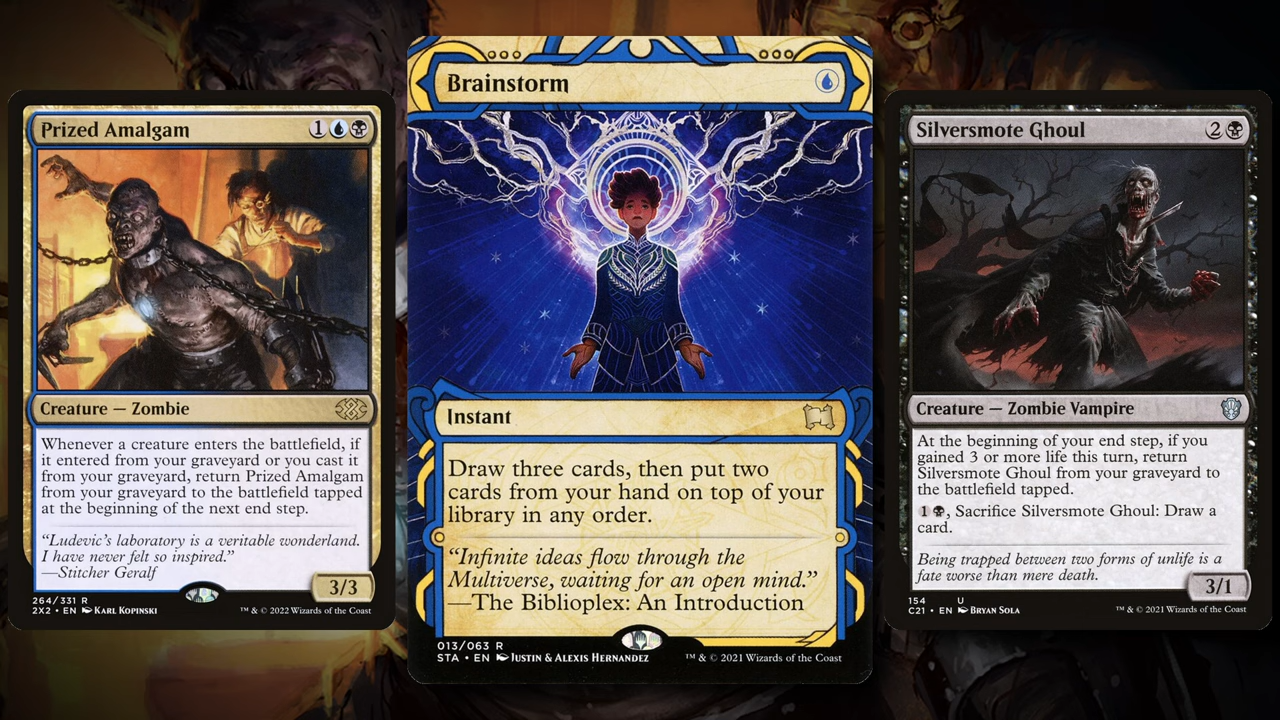 Prized Amalgam 1
Creature — Zombie
Whenever a creature enters the battlefield, if
it entered from your graveyard or you cast it
from your graveyard, return Prized Amalgam
from your graveyard to the battlefield tapped
at the beginning of the next end step.
“Ludevic’s laboratory is a veritable wonderland.
I have never felt so inspired.”
—Stitcher Geralf
3/3
264/331 R
2X2 • EN Karl Kopinski
™ & © 2022 Wizards of the Coast
Brainstorm
Instant
Draw three cards, then put two
cards from your hand on top of your
library in any order.
“Infinite ideas flow through the
Multiverse, waiting for an open mind.”
—The Biblioplex: An Introduction
013/063 R
STA • EN Justin & Alexis Hernandez
™ & © 2021 Wizards of the Coast
Silversmote Ghoul 2
Creature — Zombie Vampire
At the beginning of your end step, if you
gained 3 or more life this turn, return
Silversmote Ghoul from your graveyard to
the battlefield tapped.
1 , Sacrifice Silversmote Ghoul: Draw a
card.
Being trapped between two forms of unlife is a
fate worse than mere death.
3/1
154 U
C21 • EN Bryan Sola
™ & © 2021 Wizards of the Coast